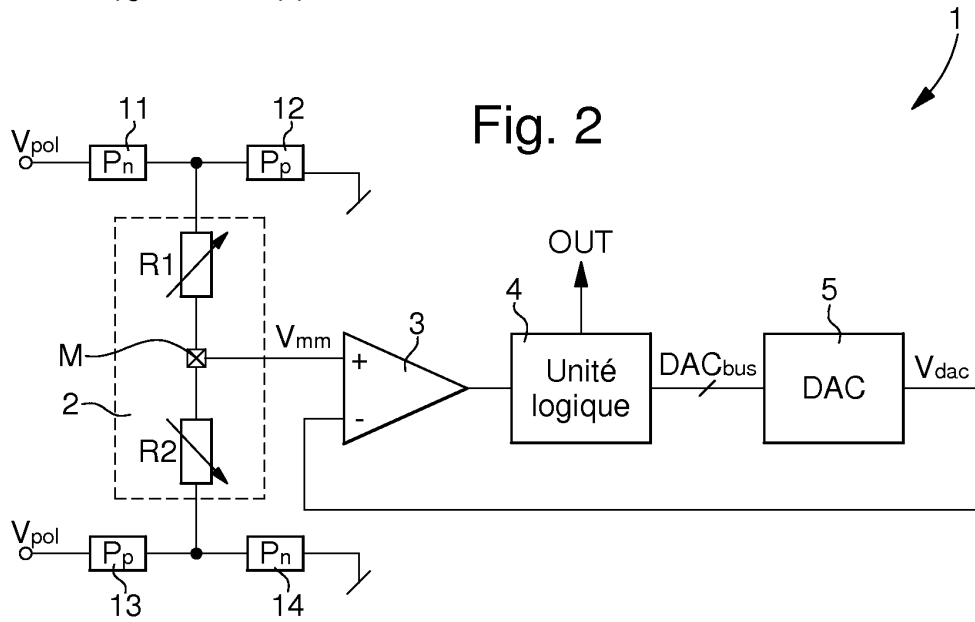 1
11
12
Fig. 2
Vpol
Pn
Pp
R1
OUT
4
5
3
M
Vmm
+
-
Unité
logique
DACbus
DAC
Vdac
2
R2
Vpol
Pp
Pn
13
14